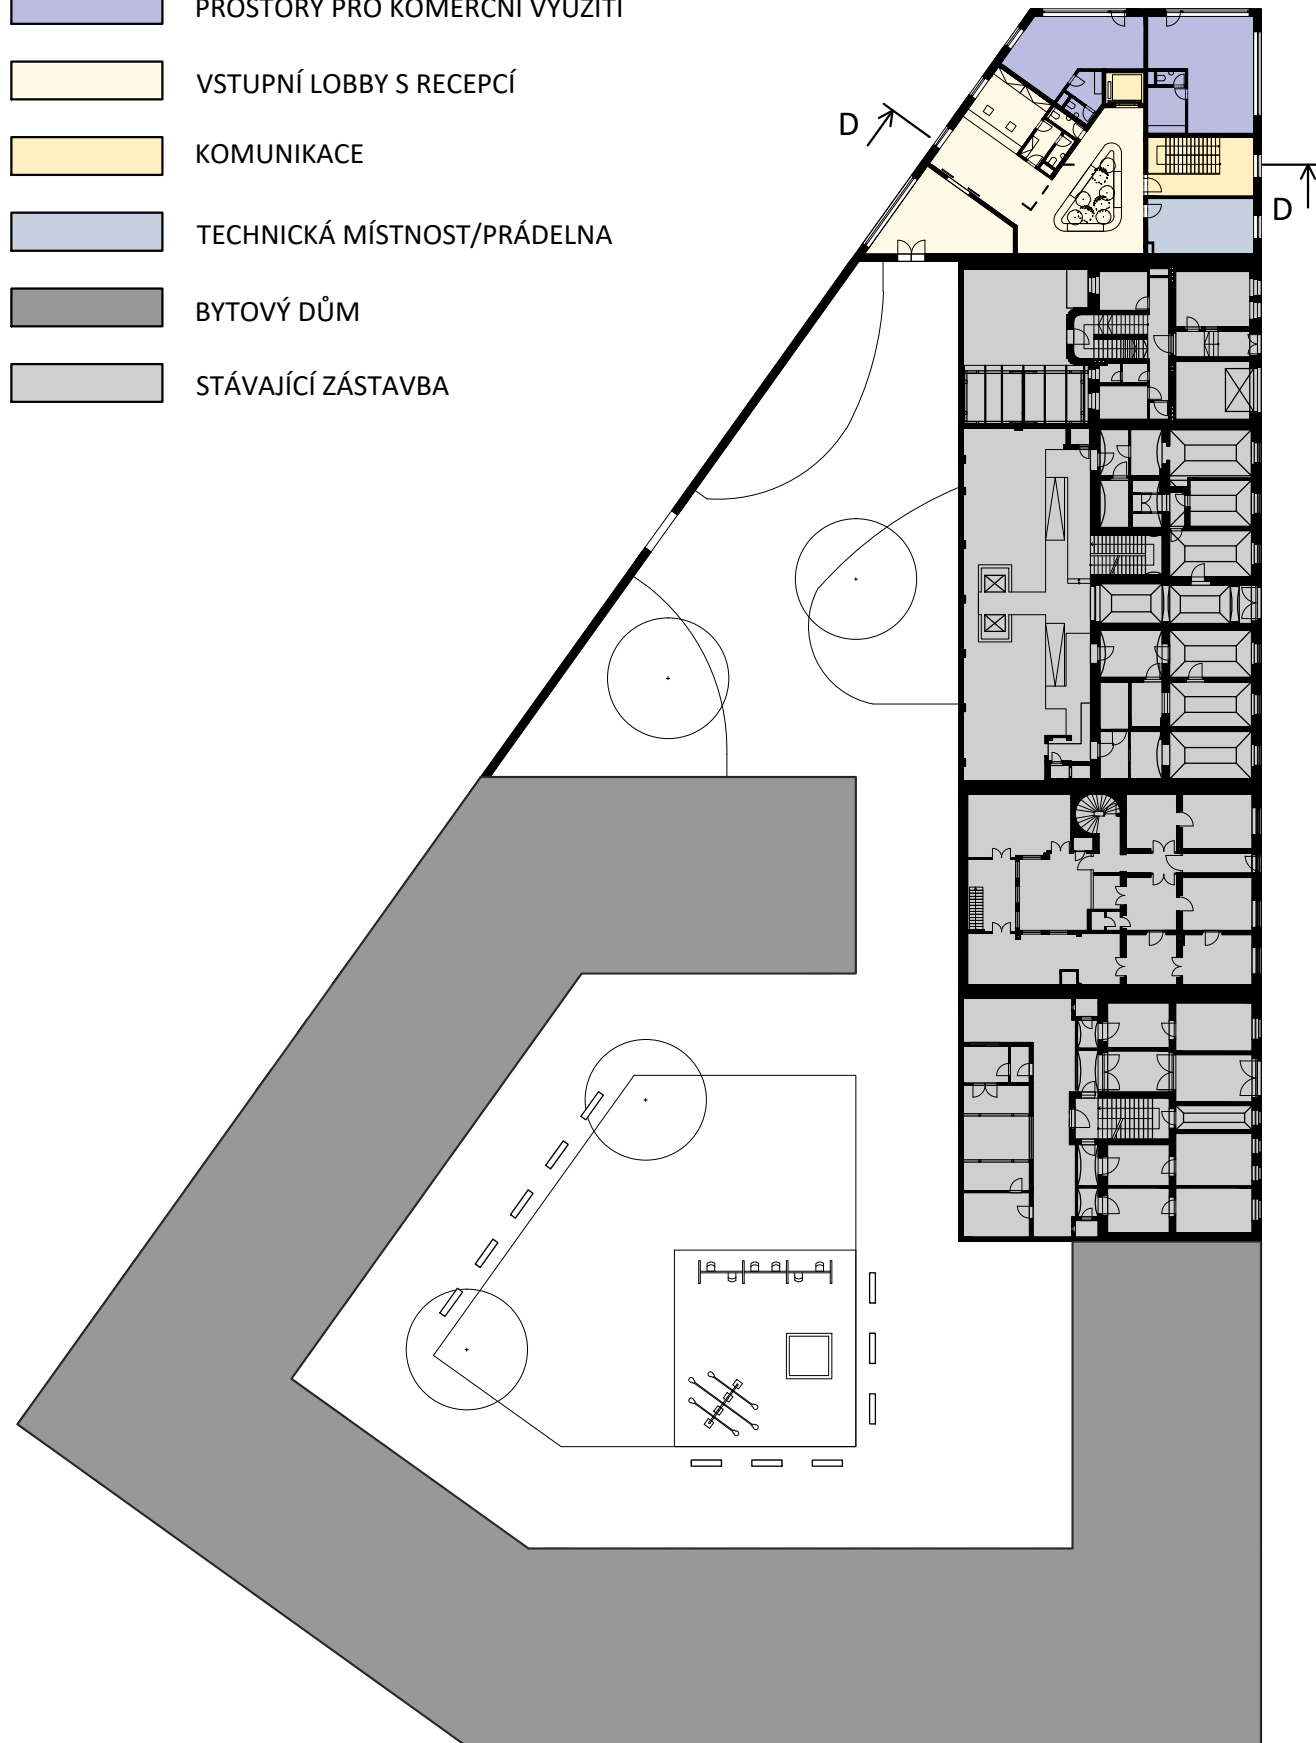 PROSTORY PRO KOMERČNÍ VYUŽITÍ
VSTUPNÍ LOBBY S RECEPCÍ
KOMUNIKACE
TECHNICKÁ MÍSTNOST/PRÁDELNA
BYTOVÝ DŮM
STÁVAJÍCÍ ZÁSTAVBA
D
D